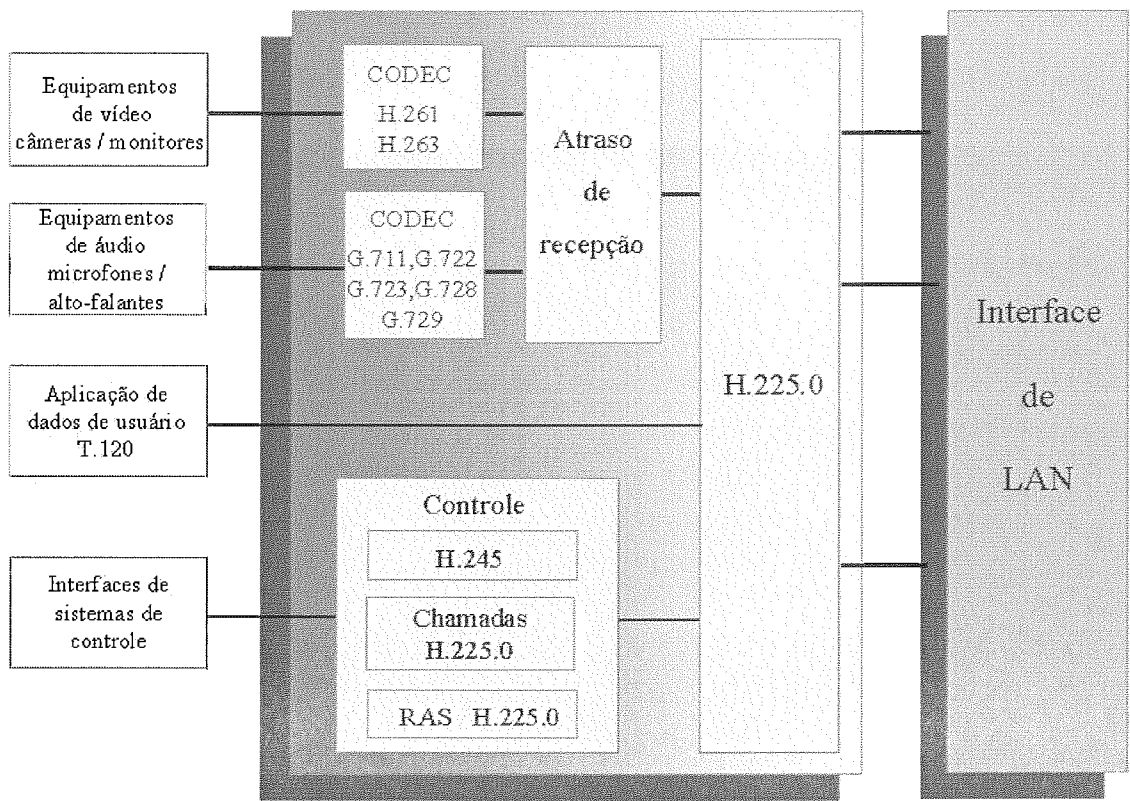 Equipamentos
de vídeo
câmeras / monitores
Equipamentos
de áudio
microfones /
alto-falantes
Aplicação de
dados de usuário
T.120
Interfaces de
sistemas de
controle
CODEC
H.261
H.263
CODEC
G.711,G.722
G.723,G.728
G.729
Atraso
de
recepção
Controle
H.245
Chamadas
H.225.0
RAS H.225.0
H.225.0
Interface
de
LAN